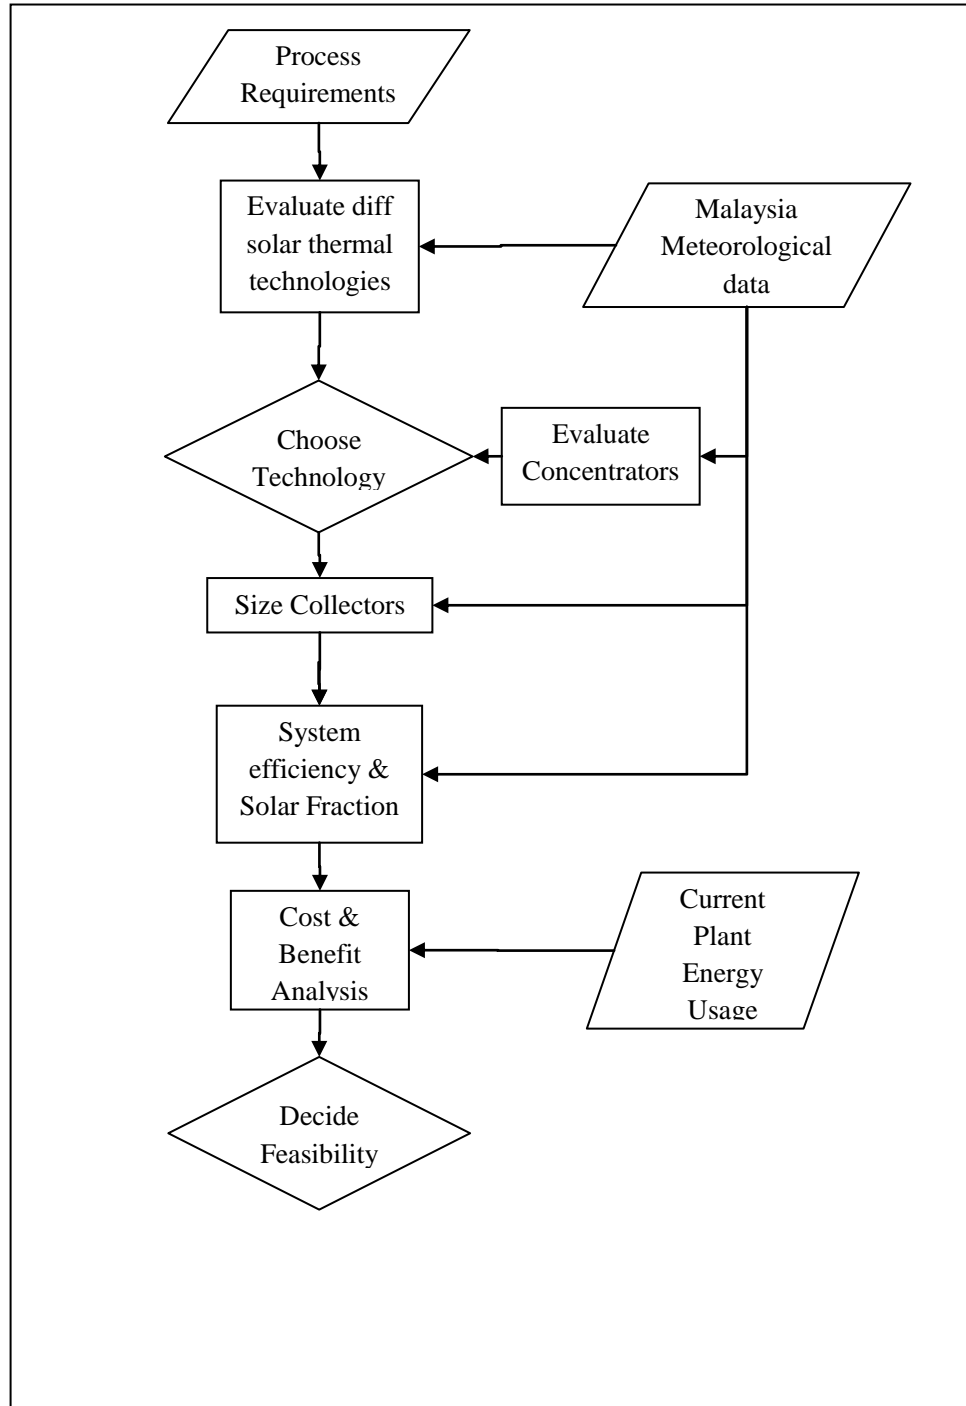 Process
Requirements
Evaluate diff
solar thermal
technologies
Malaysia
Meteorological
data
Choose
Technology
Evaluate
Concentrators
Size Collectors
System
efficiency &
Solar Fraction
Cost &
Benefit
Analysis
Current
Plant
Energy
Usage
Decide
Feasibility